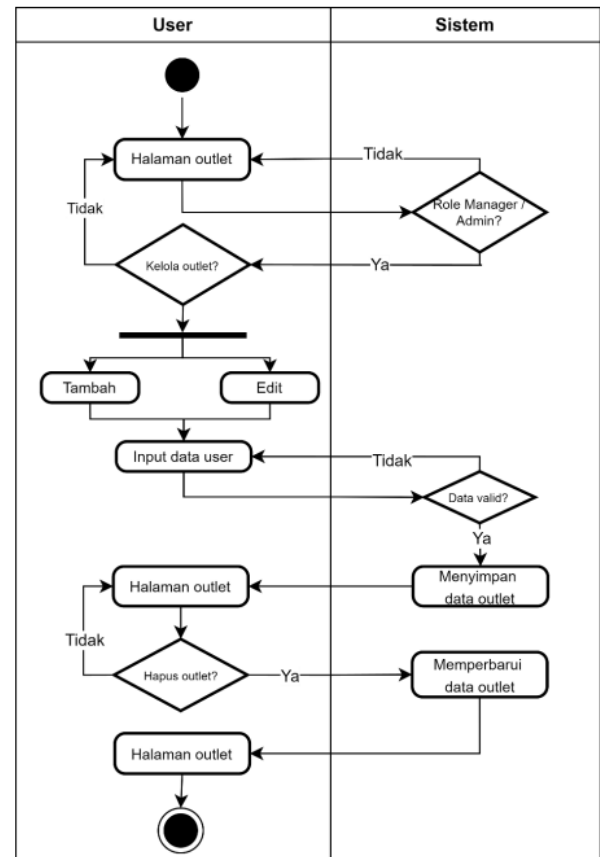 User
Sistem
Halaman outlet
Tidak
Role Manager /
Admin?
Tidak
Kelola outlet?
Ya
Tambah
Edit
Input data user
Tidak
Data valid?
Ya
Halaman outlet
Menyimpan
data outlet
Tidak
Hapus outlet?
Ya
Memperbarui
data outlet
Halaman outlet